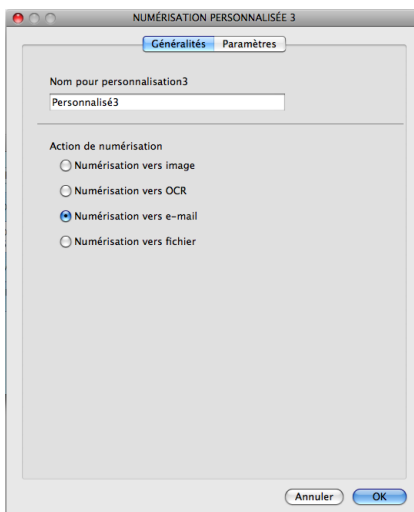 NUMÉRISATION PERSONNALISÉE 3
Généralités Paramètres
Nom pour personnalisation3
Personnalisé3
Action de numérisation
Numérisation vers image
Numérisation vers OCR
Numérisation vers e-mail
Numérisation vers fichier
Annuler OK